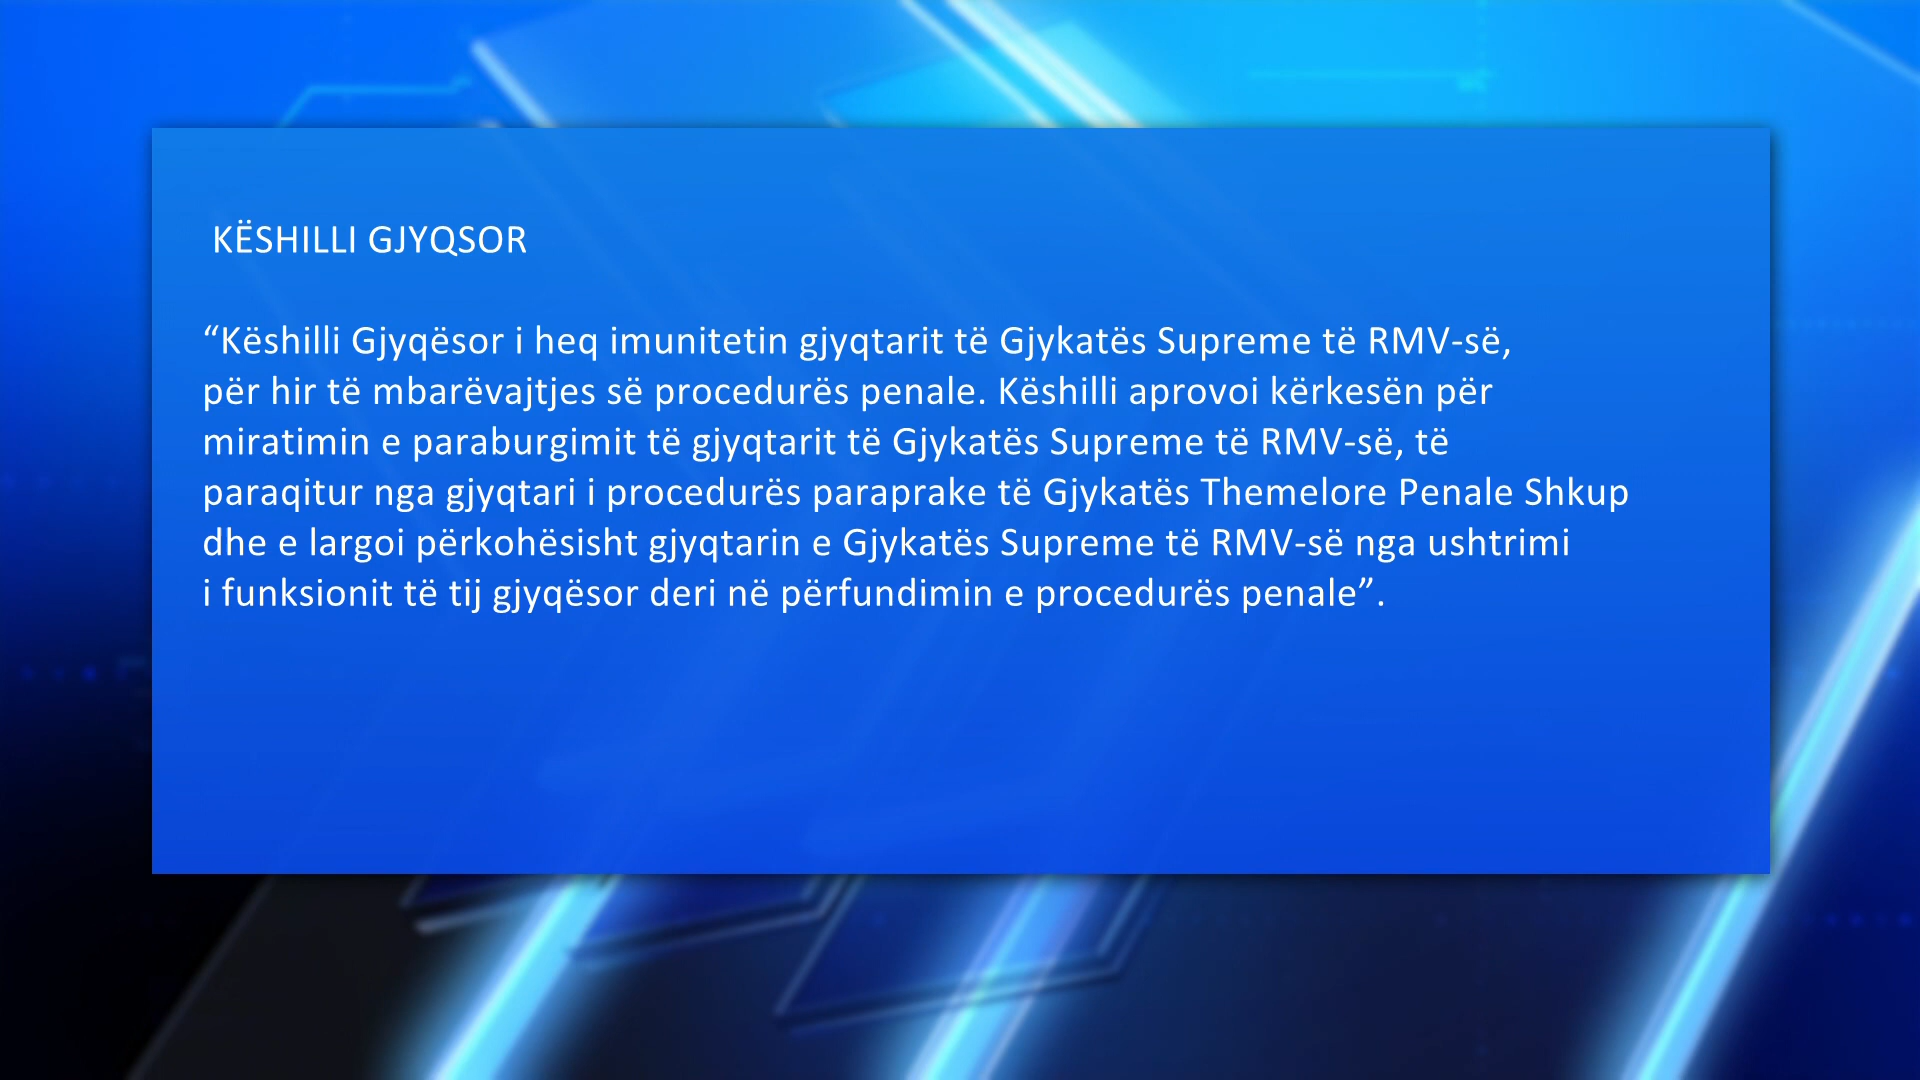 KËSHILLI GJYQSOR
“Këshilli Gjyqësor i heq imunitetin gjyqtarit të Gjykatës Supreme të RMV-së,
për hir të mbarëvajtjes së procedurës penale. Këshilli aprovoi kërkesën për
miratimin e paraburgimit të gjyqtarit të Gjykatës Supreme të RMV-së, të
paraqitur nga gjyqtari i procedurës paraprake të Gjykatës Themelore Penale Shkup
dhe e largoi përkohësisht gjyqtarin e Gjykatës Supreme të RMV-së nga ushtrimi
i funksionit të tij gjyqësor deri në përfundimin e procedurës penale”.